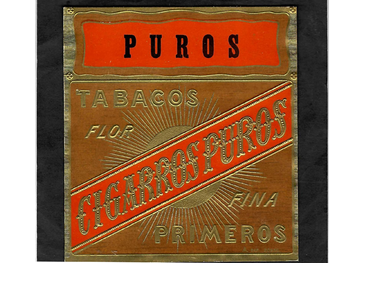 PUROS
TABACOS
FLOR
CIGARROS PUROS
FINA
PRIMEROS